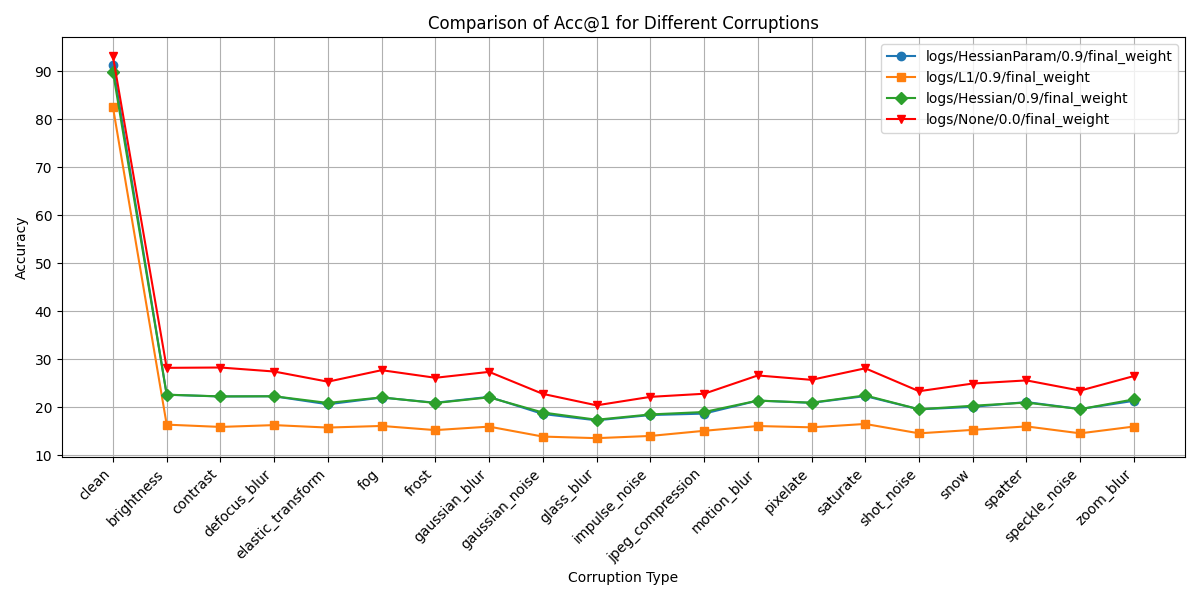 Comparison of Acc@1 for Different Corruptions
logs/HessianParam/0.9/final_weight
logs/L1/0.9/final_weight
logs/Hessian/0.9/final_weight
logs/None/0.0/final_weight
Accuracy
90
80
70
60
50
40
30
20
10
clean
brightness
contrast
defocus_blur
elastic_transform
fog
frost
gaussian_blur
gaussian_noise
glass_blur
impulse_noise
jpeg_compression
motion_blur
pixelate
saturate
shot_noise
snow
spatter
speckle_noise
zoom_blur
Corruption Type